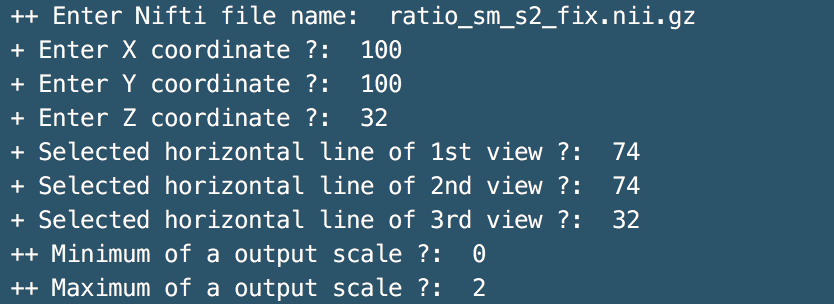 ++ Enter Nifti file name:  ratio_sm_s2_fix.nii.gz
+ Enter X coordinate ?:  100
+ Enter Y coordinate ?:  100
+ Enter Z coordinate ?:  32
+ Selected horizontal line of 1st view ?:  74
+ Selected horizontal line of 2nd view ?:  74
+ Selected horizontal line of 3rd view ?:  32
++ Minimum of a output scale ?:  0
++ Maximum of a output scale ?:  2